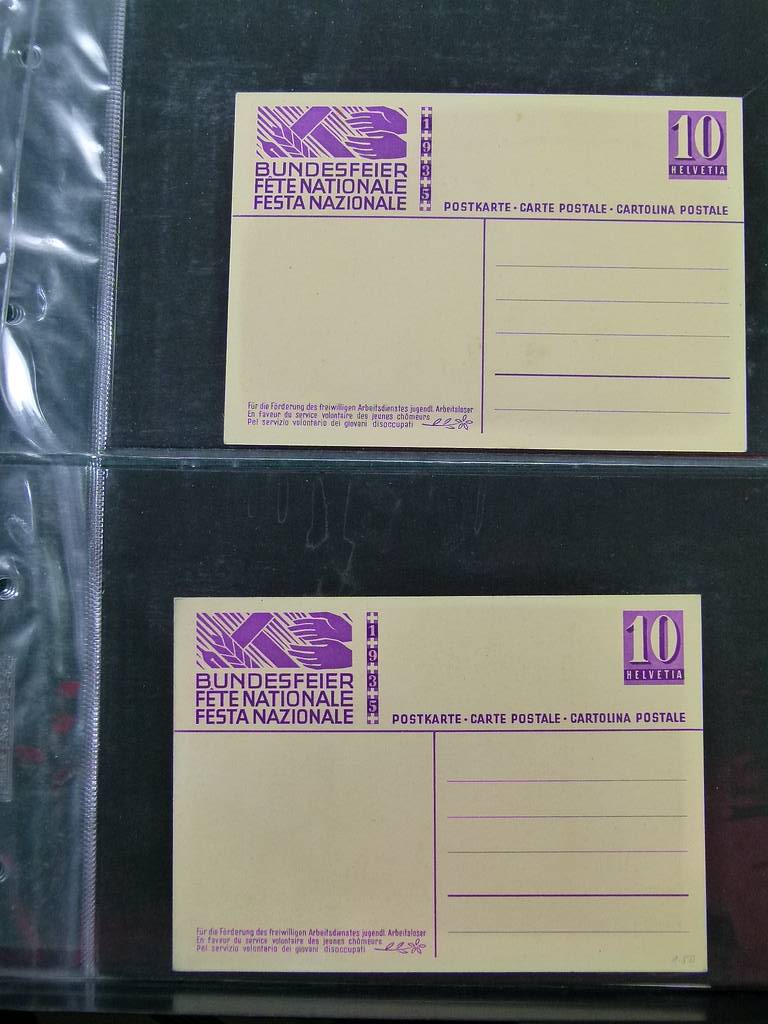 BUNDESFEIER
FÊTE NATIONALE
FESTA NAZIONALE
1935
10
HELVETIA
POSTKARTE · CARTE POSTALE · CARTOLINA POSTALE
Für die Förderung des freiwilligen Arbeitsdienstes jugendl. Arbeitsloser
En faveur du service volontaire des jeunes chômeurs
Pel servizio volontario dei giovani disoccupati
BUNDESFEIER
FÊTE NATIONALE
FESTA NAZIONALE
1935
10
HELVETIA
POSTKARTE · CARTE POSTALE · CARTOLINA POSTALE
Für die Förderung des freiwilligen Arbeitsdienstes jugendl. Arbeitsloser
En faveur du service volontaire des jeunes chômeurs
Pel servizio volontario dei giovani disoccupati